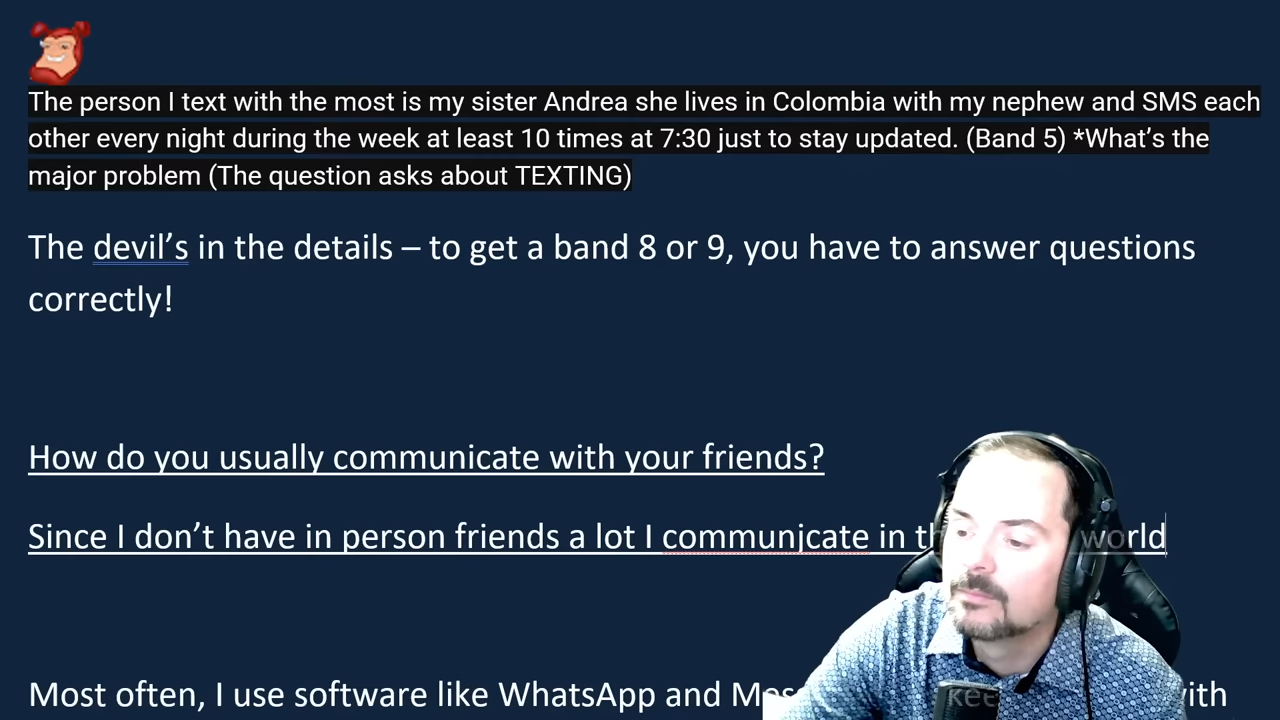 The person I text with the most is my sister Andrea she lives in Colombia with my nephew and SMS each
other every night during the week at least 10 times at 7:30 just to stay updated. (Band 5) *What's the
major problem (The question asks about TEXTING)
The devil's in the details – to get a band 8 or 9, you have to answer questions
correctly!
How do you usually communicate with your friends?
Since I don't have in person friends a lot I communjcate in world
Most often, I use software like WhatsApp and with